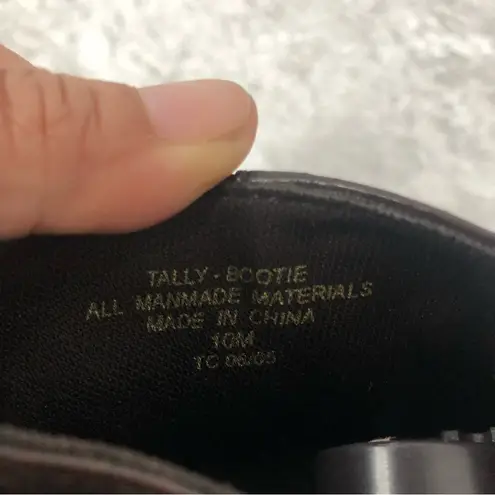 TALLY - BOOTIE
ALL MANMADE MATERIALS
MADE IN CHINA
10M
TC 06/05